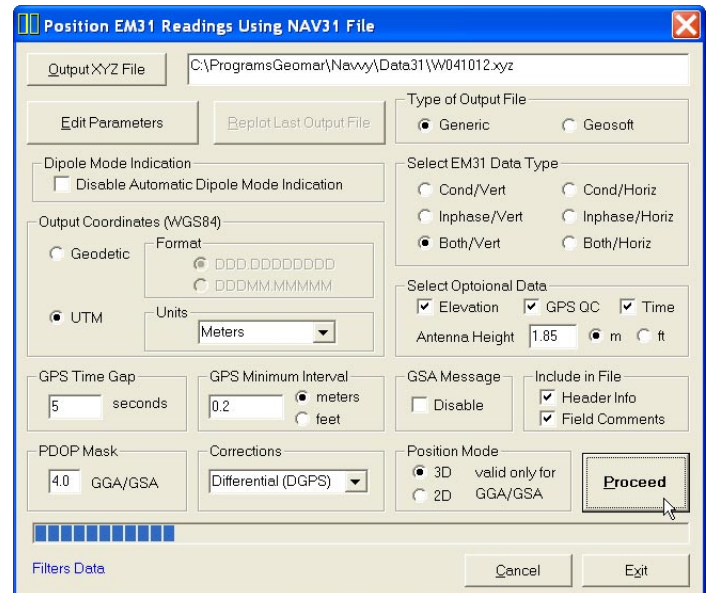 Position EM31 Readings Using NAV31 File
Output XYZ File
C:\ProgramsGeomar\Navvy\Data31\W041012.xyz
Edit Parameters
Replot Last Output File
Type of Output File
Generic
Geosoft
Dipole Mode Indication
Disable Automatic Dipole Mode Indication
Select EM31 Data Type
Cond/Vert
Cond/Horiz
Inphase/Vert
Inphase/Horiz
Both/Vert
Both/Horiz
Output Coordinates (WGS84)
Geodetic
Format
DDD.DDDDDDDD
DDDMM.MMMMM
UTM
Units
Meters
Select Optoional Data
Elevation
GPS QC
Time
Antenna Height
1.85
m
ft
GPS Time Gap
5
seconds
GPS Minimum Interval
0.2
meters
feet
GSA Message
Disable
Include in File
Header Info
Field Comments
PDOP Mask
4.0
GGA/GSA
Corrections
Differential (DGPS)
Position Mode
3D
2D
valid only for
GGA/GSA
Proceed
Filters Data
Cancel
Exit